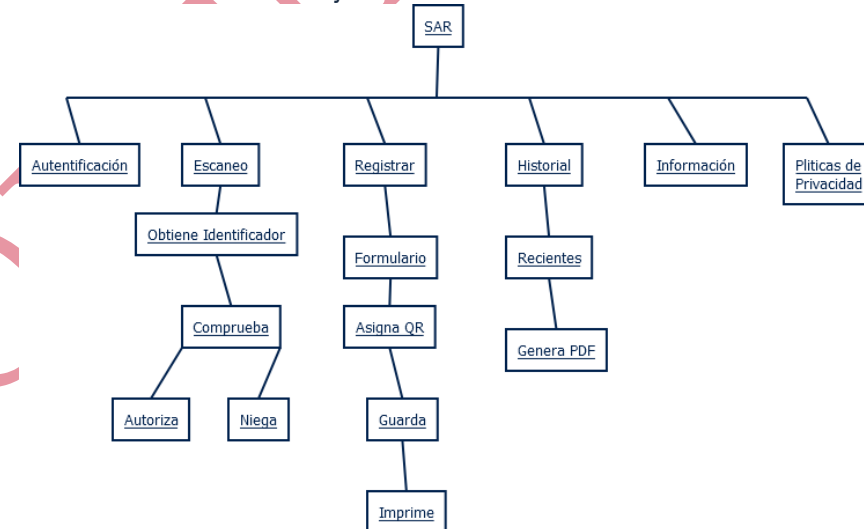 SAR
Autentificación
Escaneo
Registrar
Historial
Información
Pliticas de
Privacidad
Obtiene Identificador
Formulario
Recientes
Comprueba
Asigna QR
Genera PDF
Autoriza
Niega
Guarda
Imprime